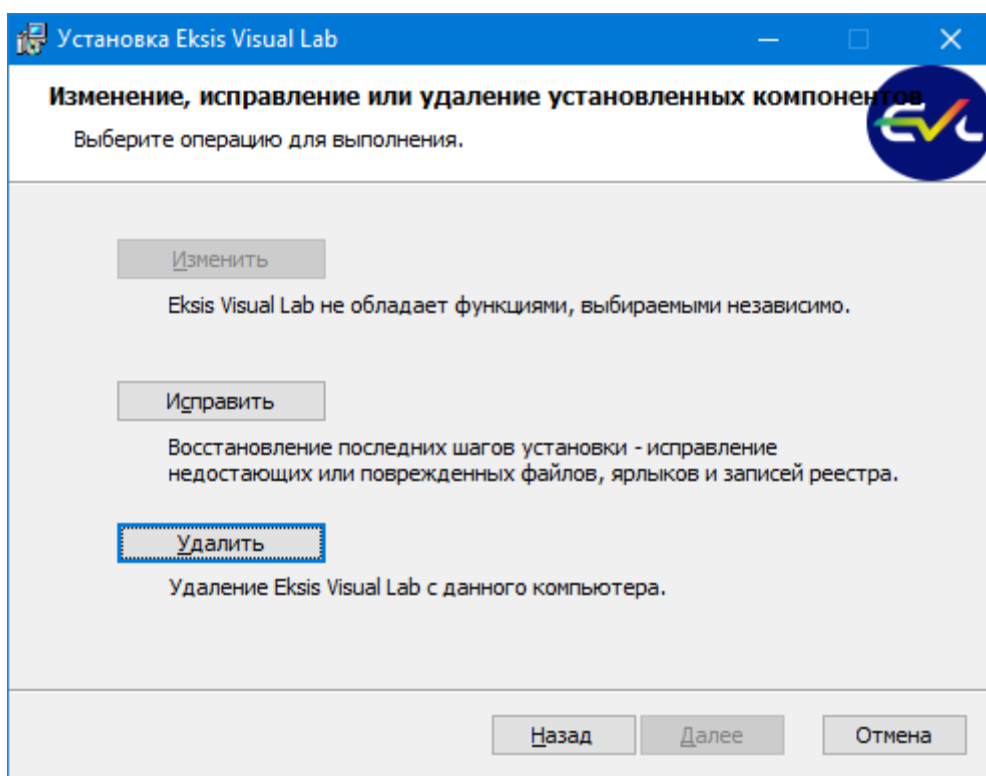 Установка Eksis Visual Lab
Изменение, исправление или удаление установленных компонентов
EVL
Выберите операцию для выполнения.
Изменить
Eksis Visual Lab не обладает функциями, выбираемыми независимо.
Исправить
Восстановление последних шагов установки - исправление
недостающих или поврежденных файлов, ярлыков и записей реестра.
Удалить
Удаление Eksis Visual Lab с данного компьютера.
Назад Далее Отмена